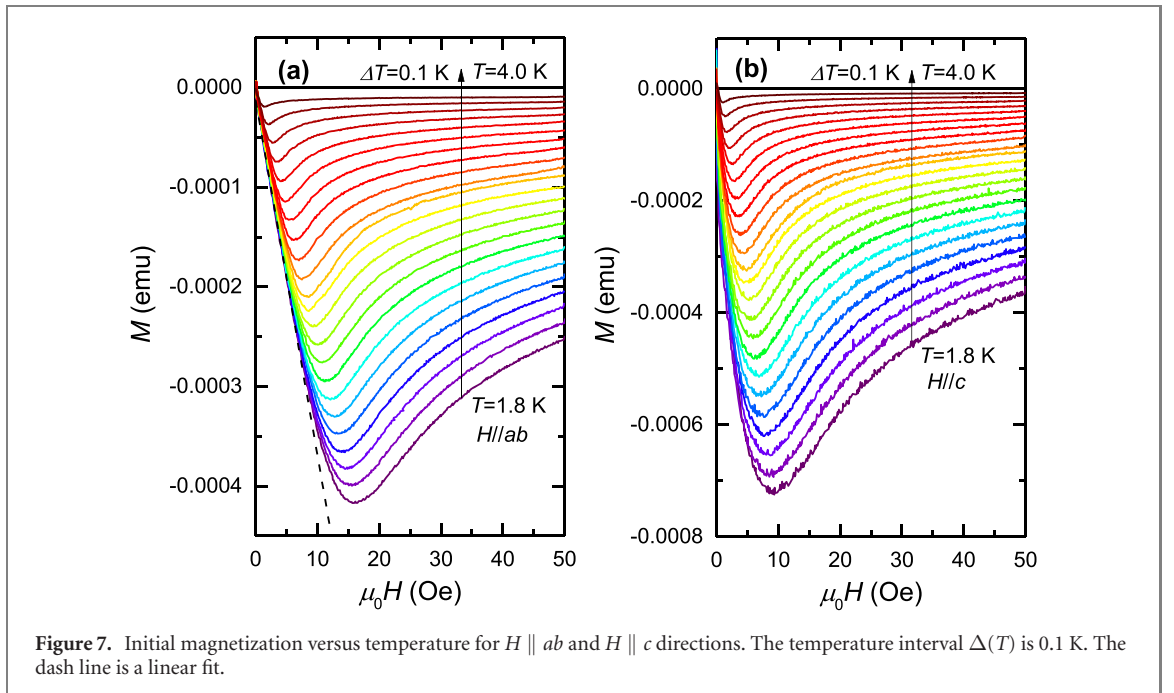 (a)
ΔT=0.1 K
T=4.0 K
0.0000
-0.0001
-0.0002
-0.0003
-0.0004
M (emu)
T=1.8 K
H//ab
0
10
20
30
40
50
μ0H (Oe)
(b)
ΔT=0.1 K
T=4.0 K
0.0000
-0.0002
-0.0004
-0.0006
-0.0008
M (emu)
T=1.8 K
H//c
0
10
20
30
40
50
μ0H (Oe)
Figure 7. Initial magnetization versus temperature for H ∥ ab and H ∥ c directions. The temperature interval Δ(T) is 0.1 K. The
dash line is a linear fit.